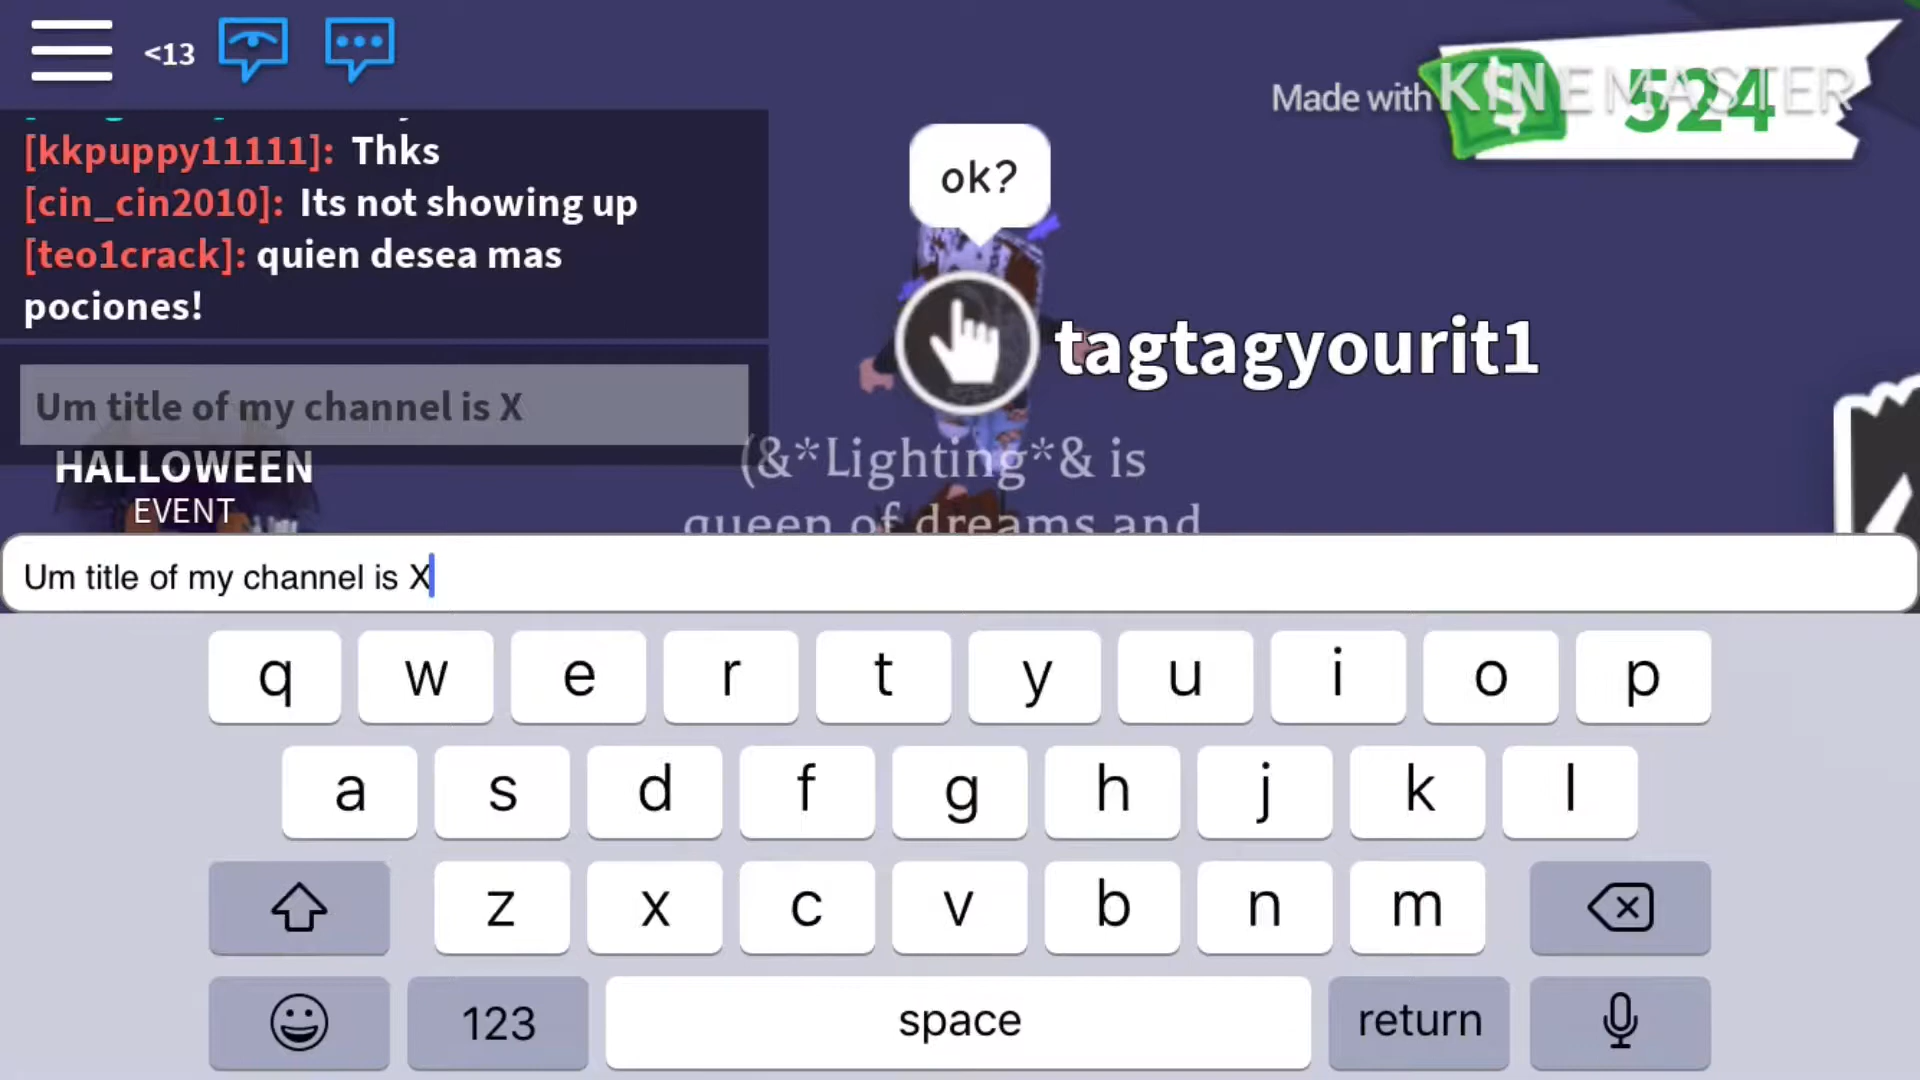 <13
Made with KINEMASTER
524
[kkpuppy11111]: Thks
[cin_cin2010]: Its not showing up
[teo1crack]: quien desea mas
pociones!
ok?
tagtagyourit1
Um title of my channel is X
HALLOWEEN
EVENT
(&*Lighting*& is
queen of dreams and
Um title of my channel is X
q w e r t y u i o p
a s d f g h j k l
z x c v b n m
123 space return